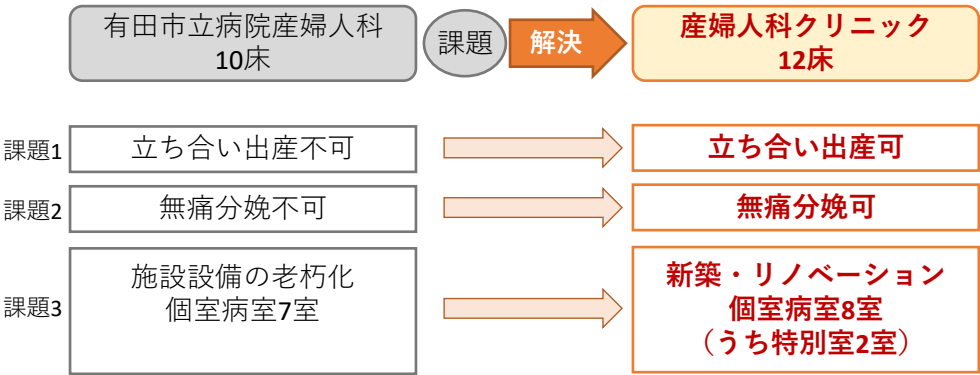 有田市立病院産婦人科
10床
課題
解決
産婦人科クリニック
12床
課題1
立ち合い出産不可
立ち合い出産可
課題2
無痛分娩不可
無痛分娩可
課題3
施設設備の老朽化
個室病室7室
新築・リノベーション
個室病室8室
（うち特別室2室）